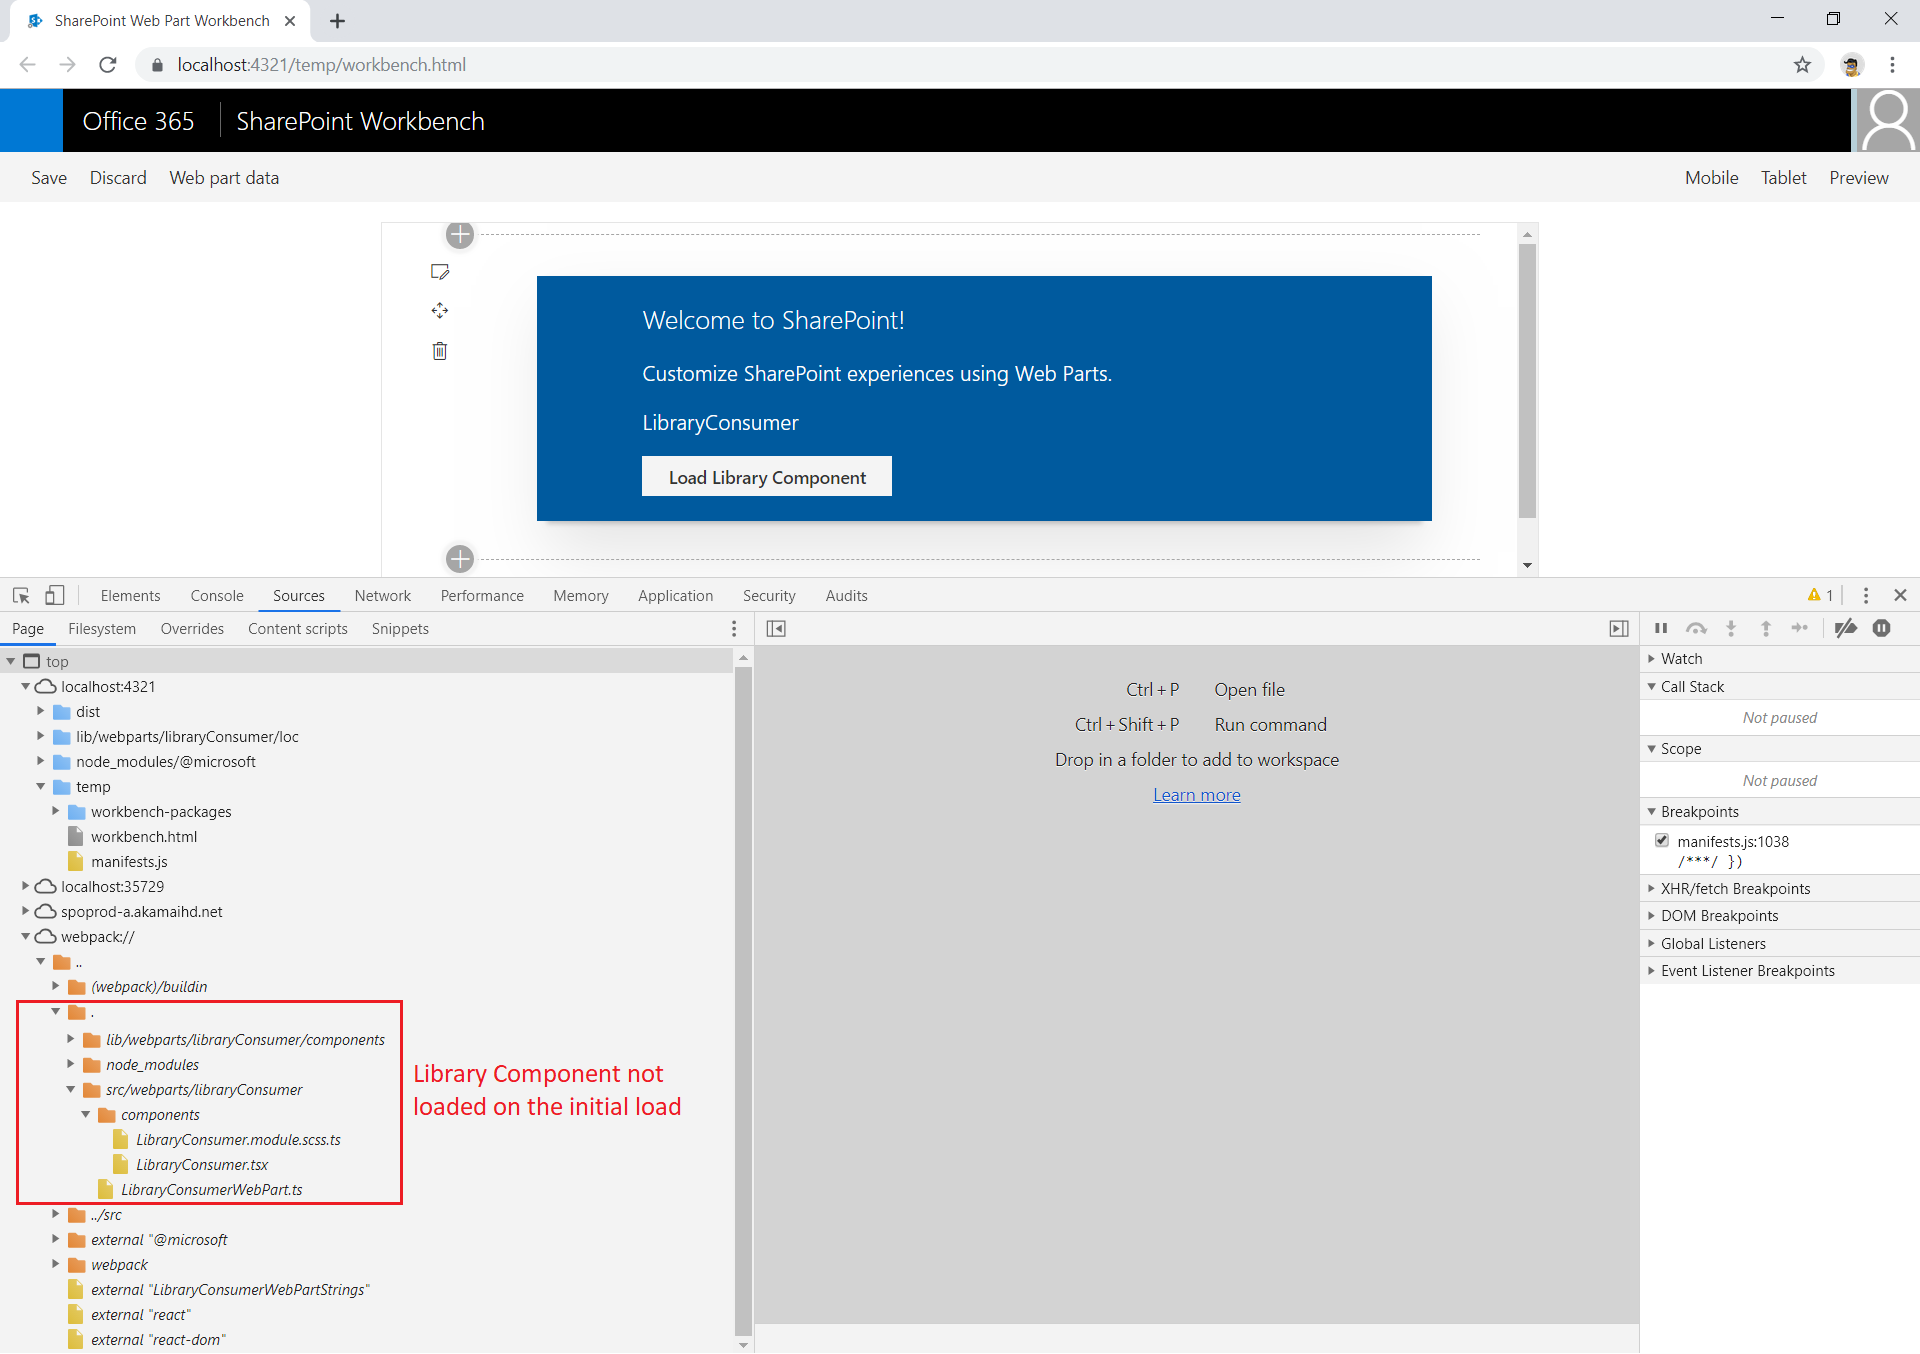 SharePoint Web Part Workbench
localhost:4321/temp/workbench.html
Office 365
SharePoint Workbench
Save Discard Web part data
Mobile Tablet Preview
Welcome to SharePoint!
Customize SharePoint experiences using Web Parts.
LibraryConsumer
Load Library Component
Elements Console Sources Network Performance Memory Application Security Audits
1
Page Filesystem Overrides Content scripts Snippets
top
localhost:4321
dist
lib/webparts/libraryConsumer/loc
node_modules/@microsoft
temp
workbench-packages
workbench.html
manifests.js
localhost:35729
spoprod-a.akamaihd.net
webpack://
..
(webpack)/buildin
.
lib/webparts/libraryConsumer/components
node_modules
src/webparts/libraryConsumer
components
LibraryConsumer.module.scss.ts
LibraryConsumer.tsx
LibraryConsumerWebPart.ts
../src
external "@microsoft
webpack
external "LibraryConsumerWebPartStrings"
external "react"
external "react-dom"
Library Component not
loaded on the initial load
Ctrl + P Open file
Ctrl + Shift + P Run command
Drop in a folder to add to workspace
Learn more
Watch
Call Stack
Not paused
Scope
Not paused
Breakpoints
manifests.js:1038
/***/ })
XHR/fetch Breakpoints
DOM Breakpoints
Global Listeners
Event Listener Breakpoints